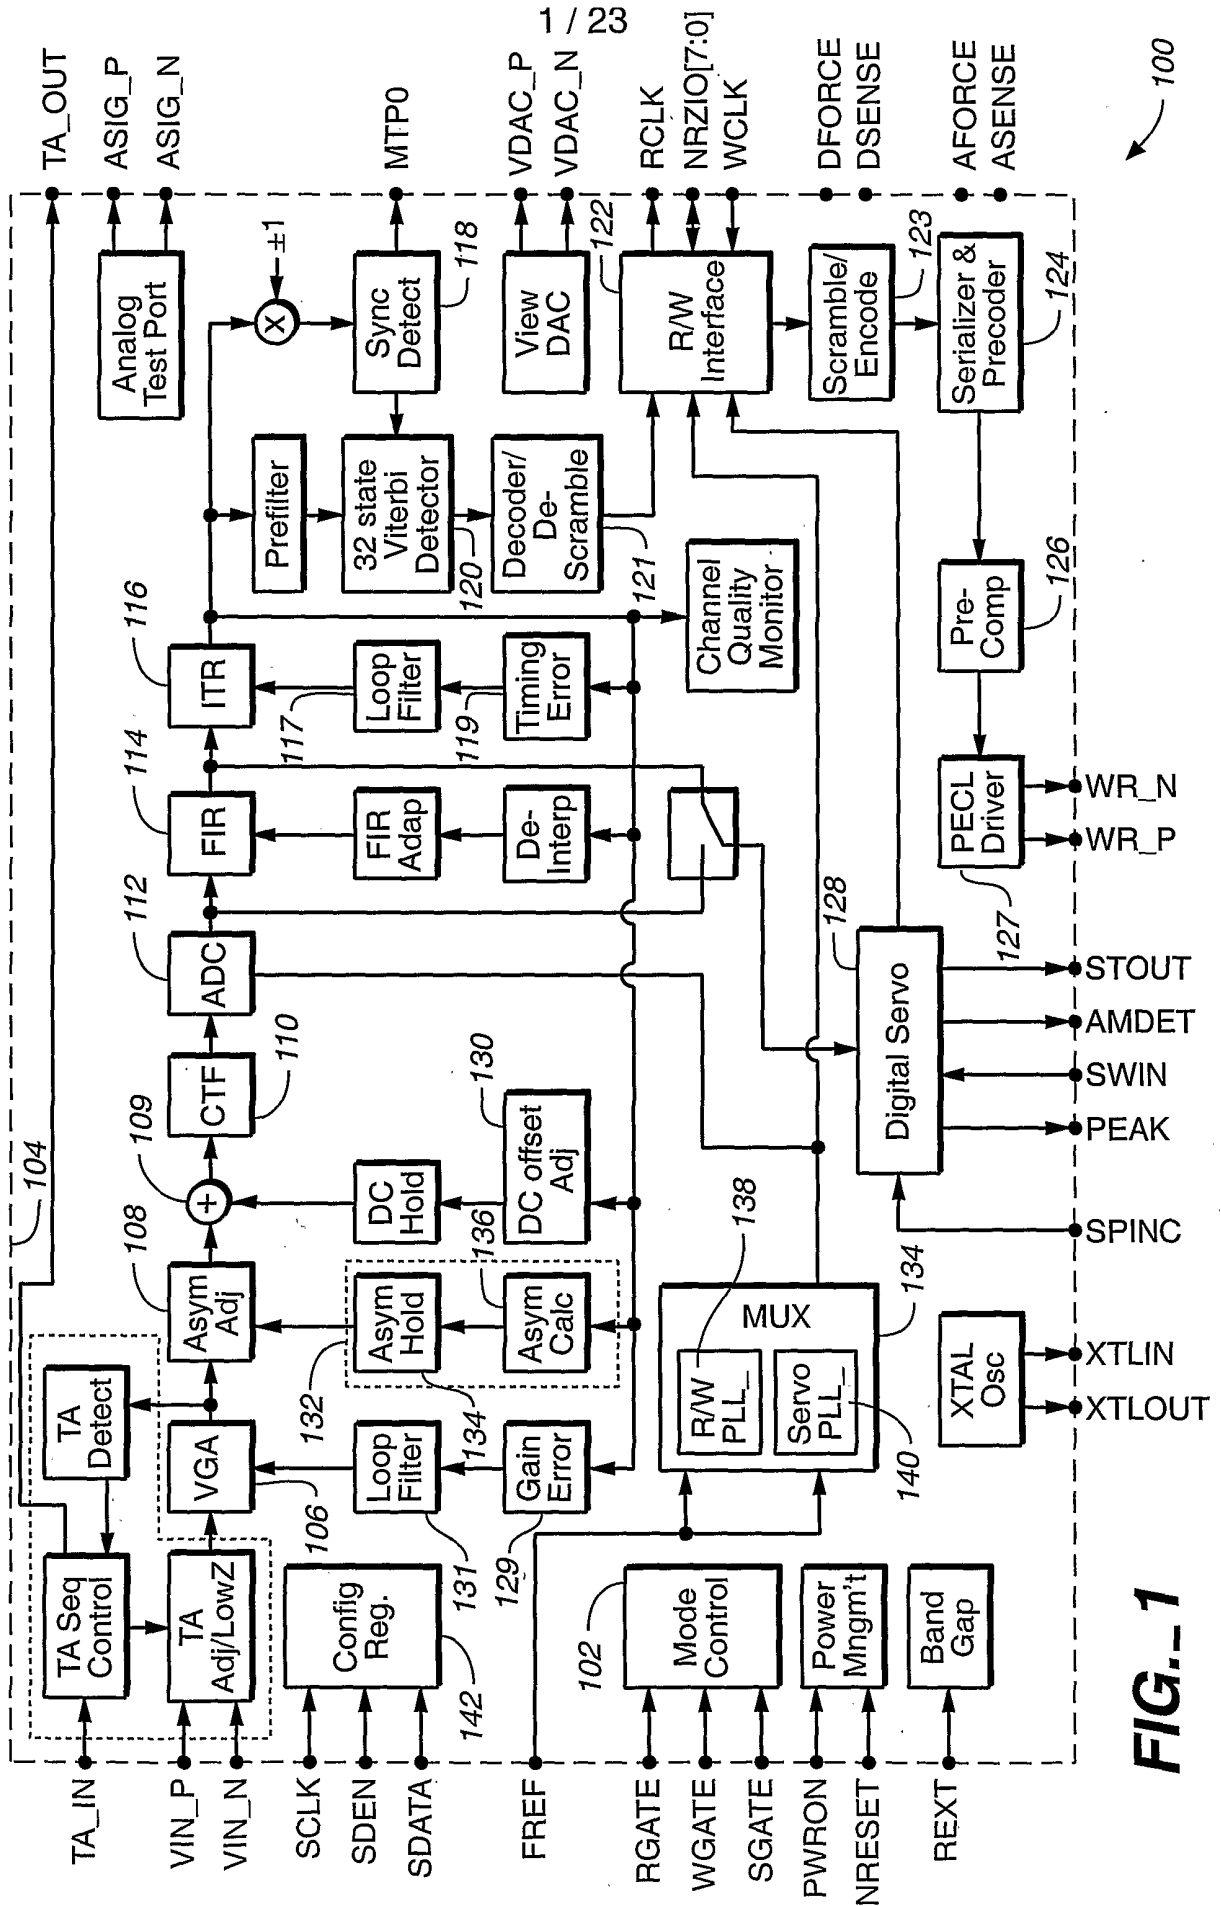 1 / 23
TA_OUT
ASIG_P
ASIG_N
MTP0
VDAC_P
VDAC_N
RCLK
NRZIO[7:0]
WCLK
DFORCE
DSENSE
AFORCE
ASENSE
100
Analog
Test Port
±1
X
Sync
Detect
118
View
DAC
122
R/W
Interface
Scramble/
Encode
123
Serializer &
Precoder
124
Prefilter
32 state
Viterbi
Detector
120
Decoder/
De-
Scramble
121
Channel
Quality
Monitor
Pre-
Comp
126
116
ITR
Loop
Filter
117
Timing
Error
119
114
FIR
FIR
Adap
De-
Interp
PECL
Driver
127
WR_N
WR_P
112
ADC
128
Digital Servo
STOUT
AMDET
SWIN
PEAK
SPINC
CTF
110
109
+
DC
Hold
DC offset
Adj
130
104
108
Asym
Adj
Asym
Hold
134
Asym
Calc
136
132
MUX
134
R/W
PLL_
138
Servo
PLL_
140
XTAL
Osc
XTLIN
XTLOUT
TA
Detect
VGA
106
Loop
Filter
131
Gain
Error
129
TA Seq
Control
TA
Adj/LowZ
Config
Reg.
142
102
Mode
Control
Power
Mngm't
Band
Gap
TA_IN
VIN_P
VIN_N
SCLK
SDEN
SDATA
FREF
RGATE
WGATE
SGATE
PWRON
NRESET
REXT
FIG._ 1